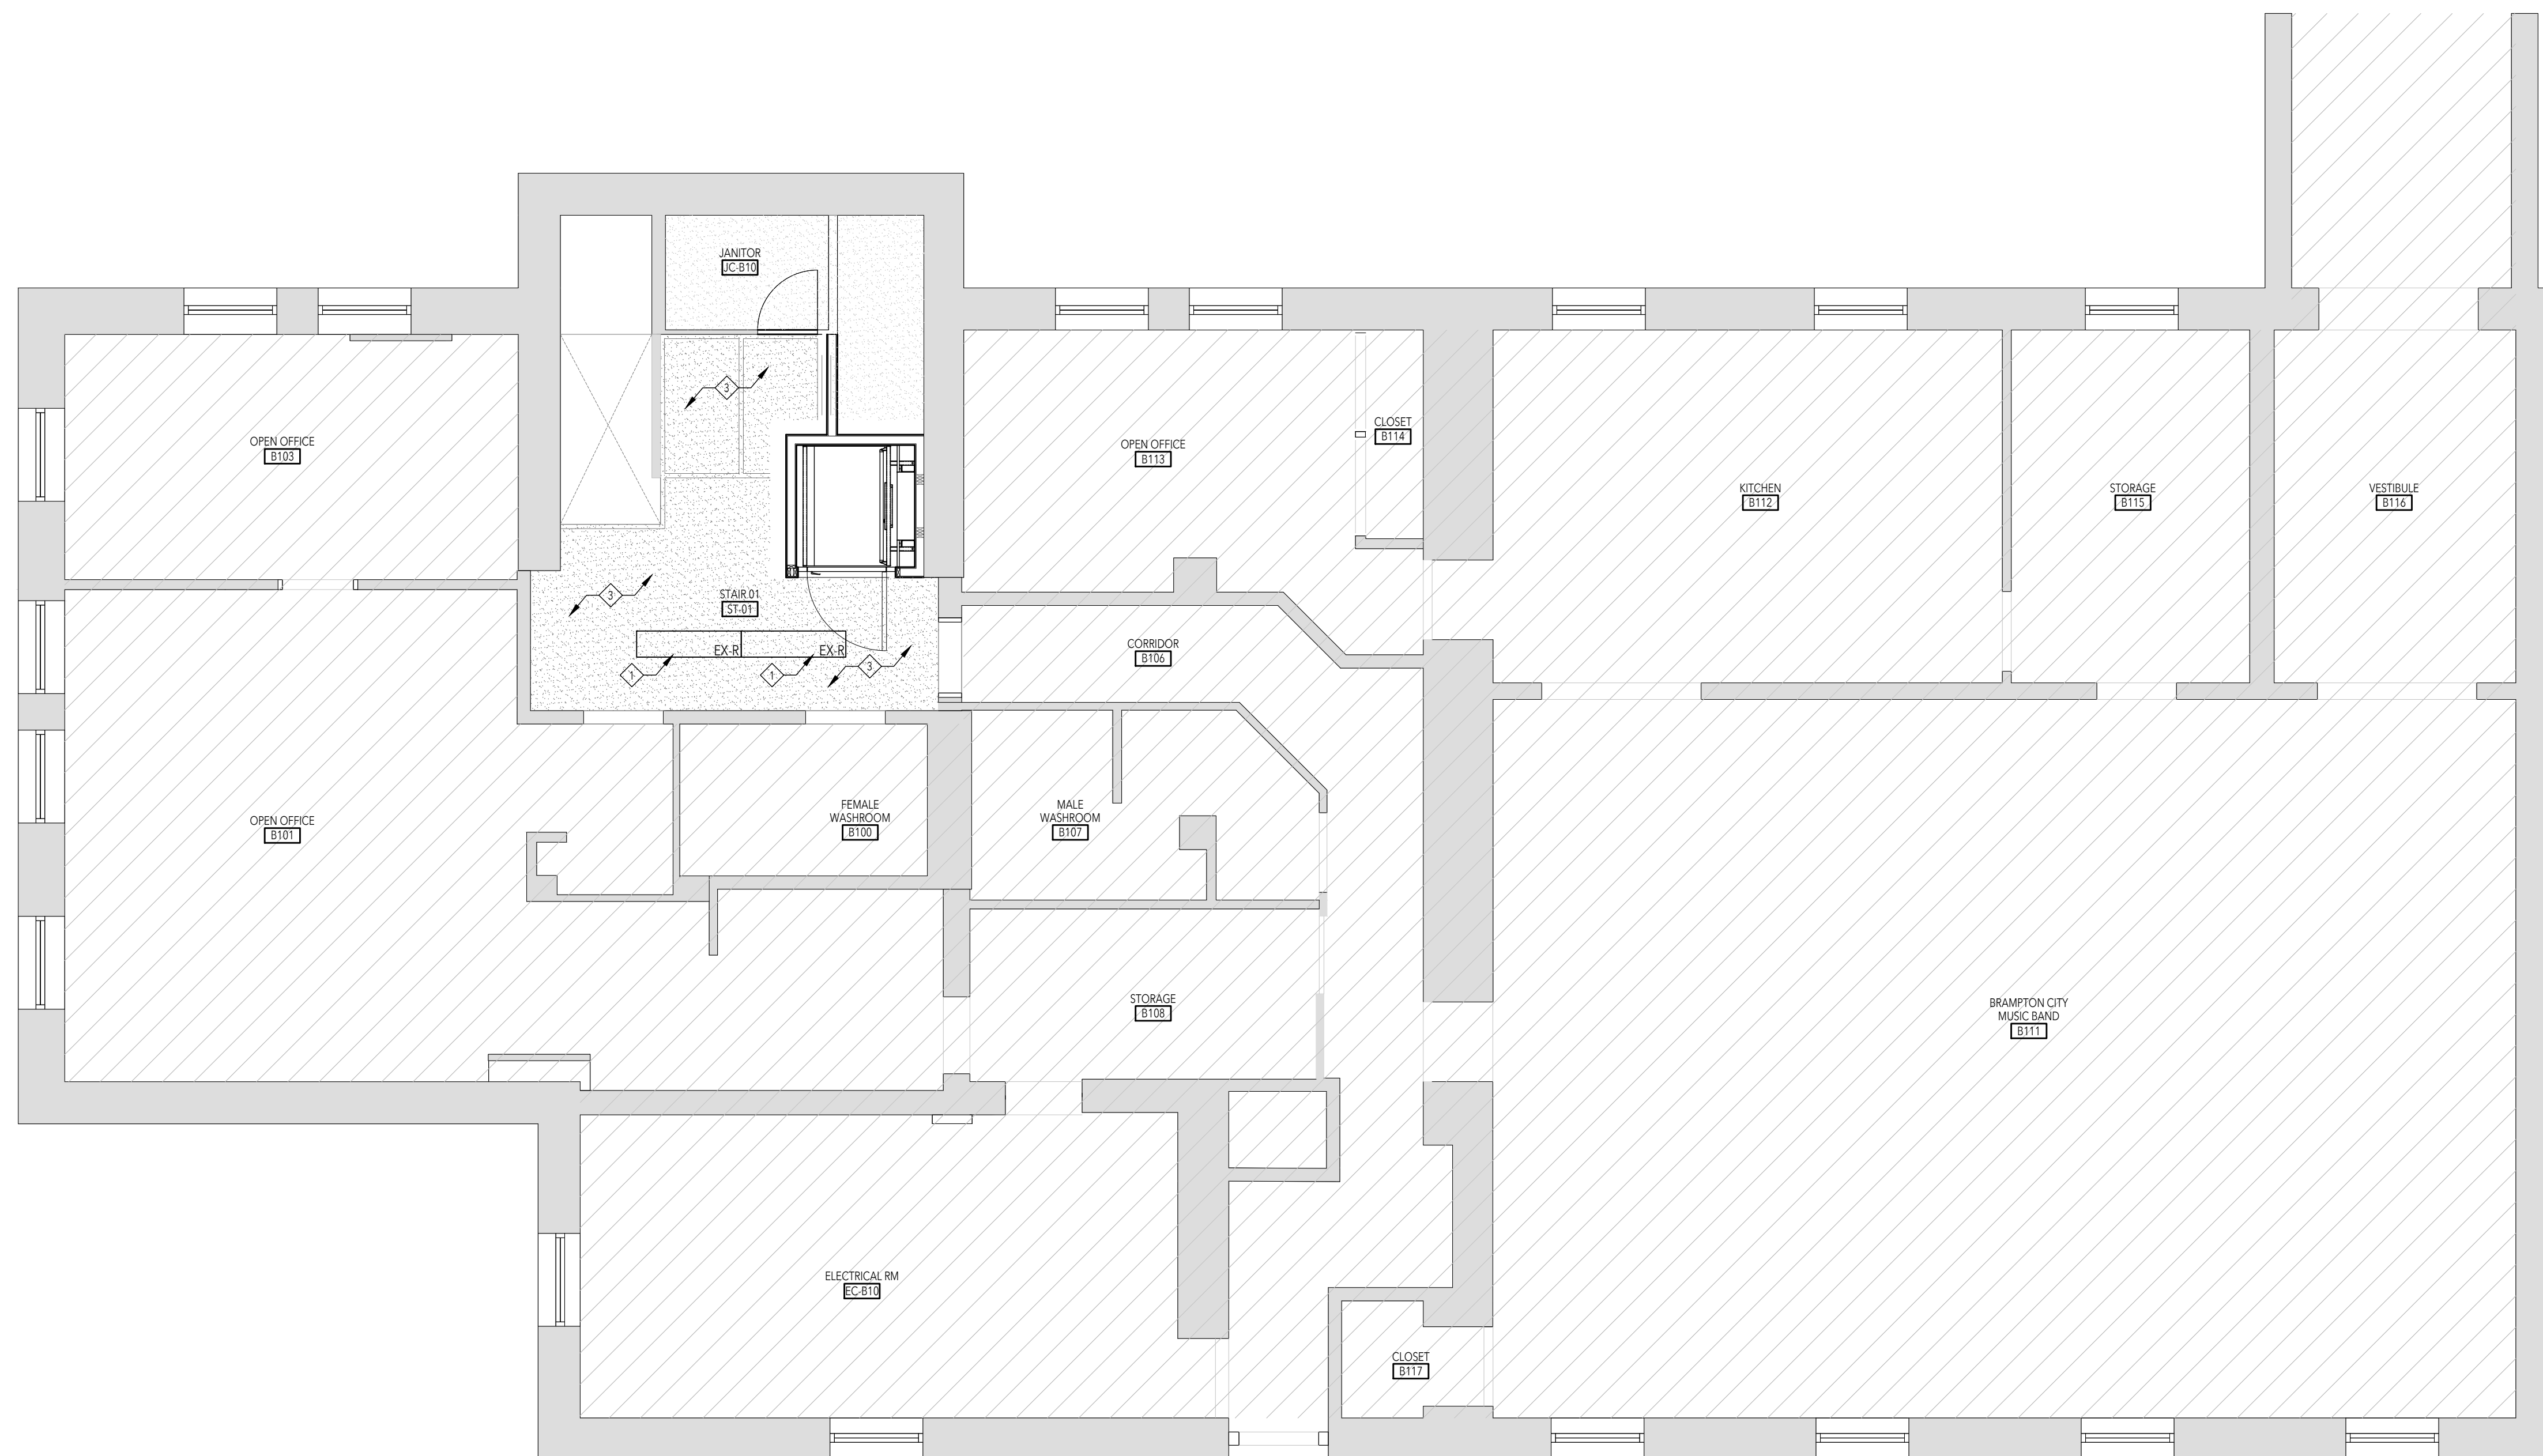 JANITOR
JC-B10
3
OPEN OFFICE
B103
CLOSET
B114
OPEN OFFICE
B113
KITCHEN
B112
STORAGE
B115
VESTIBULE
B116
3
STAIR 01
ST-01
EX-R
EX-R
1
1
3
CORRIDOR
B106
OPEN OFFICE
B101
FEMALE
WASHROOM
B100
MALE
WASHROOM
B107
STORAGE
B108
BRAMPTON CITY
MUSIC BAND
B111
ELECTRICAL RM
EC-B10
CLOSET
B117